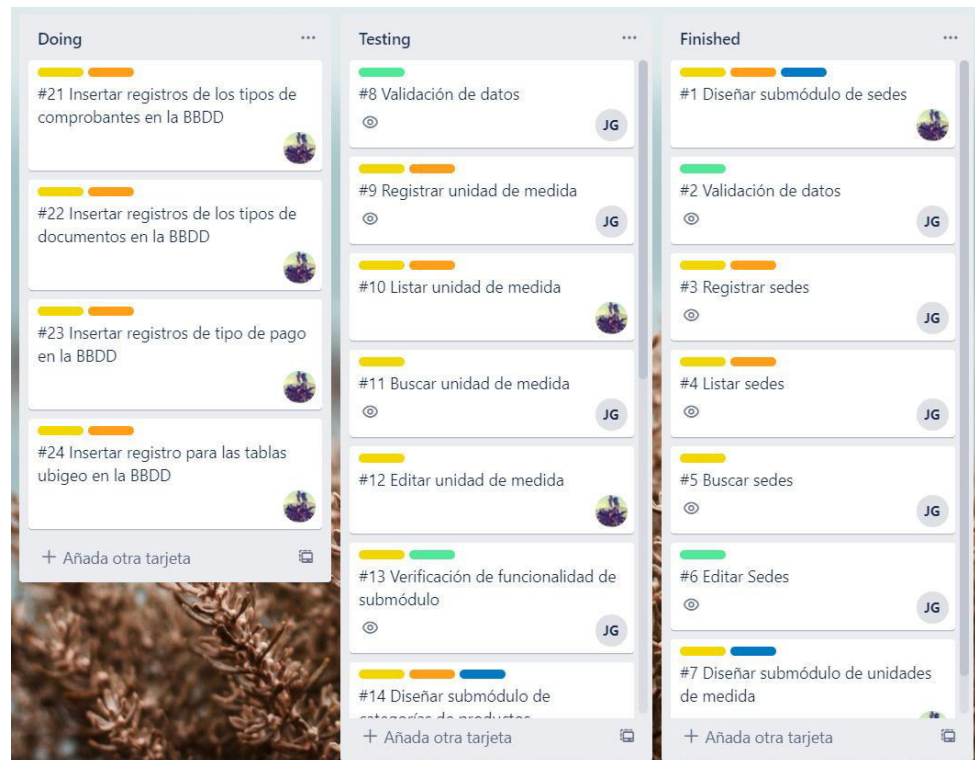 Doing
#21 Insertar registros de los tipos de
comprobantes en la BBDD
#22 Insertar registros de los tipos de
documentos en la BBDD
#23 Insertar registros de tipo de pago
en la BBDD
#24 Insertar registro para las tablas
ubigeo en la BBDD
+ Añada otra tarjeta
Testing
#8 Validación de datos
JG
#9 Registrar unidad de medida
JG
#10 Listar unidad de medida
#11 Buscar unidad de medida
JG
#12 Editar unidad de medida
#13 Verificación de funcionalidad de
submódulo
JG
#14 Diseñar submódulo de
categorías de productos
+ Añada otra tarjeta
Finished
#1 Diseñar submódulo de sedes
#2 Validación de datos
JG
#3 Registrar sedes
JG
#4 Listar sedes
JG
#5 Buscar sedes
JG
#6 Editar Sedes
JG
#7 Diseñar submódulo de unidades
de medida
+ Añada otra tarjeta